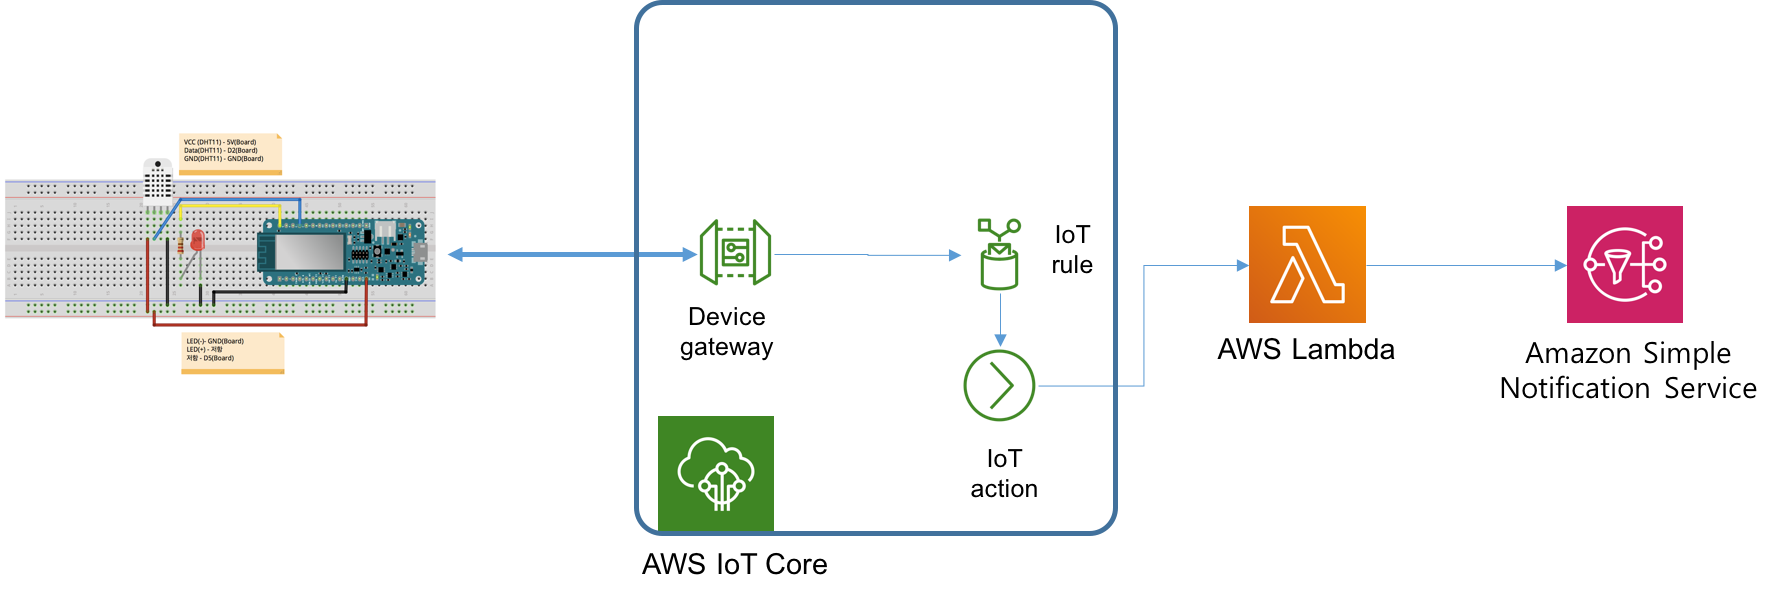 VCC (DHT11) - 5V(Board)
Data(DHT11) - D2(Board)
GND(DHT11) - GND(Board)
LED(-)- GND(Board)
LED(+) - 저항
저항 - D5(Board)
Device
gateway
IoT
rule
IoT
action
AWS IoT Core
AWS Lambda
Amazon Simple
Notification Service